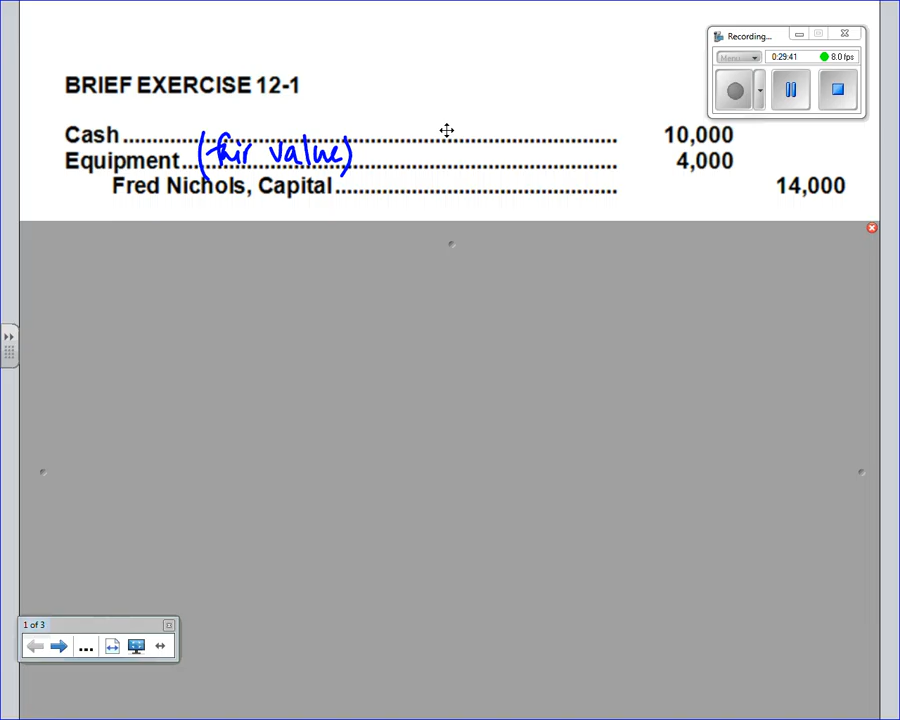 Recording...
Menu
0:29:41
8.0 fps
BRIEF EXERCISE 12-1
Cash 10,000
(fair value)
Equipment 4,000
Fred Nichols, Capital 14,000
1 of 3
...